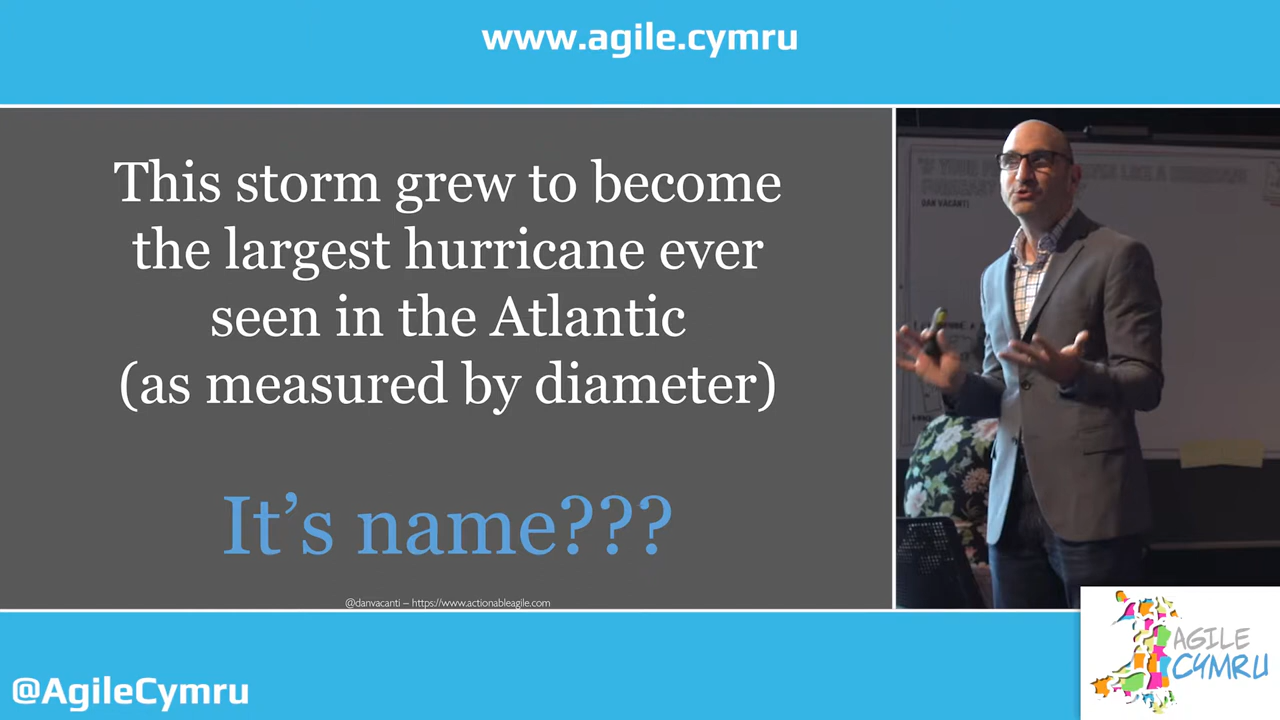 www.agile.cymru
This storm grew to become
the largest hurricane ever
seen in the Atlantic
(as measured by diameter)
It's name???
@danvacanti – https://www.actionableagile.com
DAN VACANTI
@AgileCymru
AGILE
CYMRU